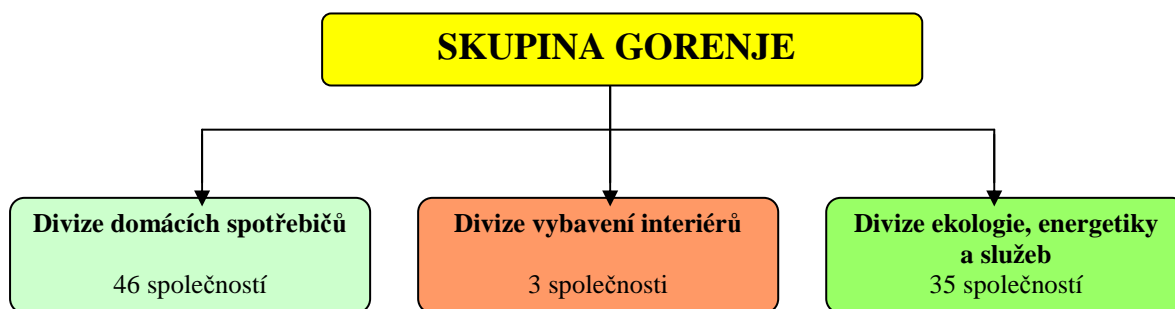 SKUPINA GORENJE
Divize domácích spotřebičů
46 společností
Divize vybavení interiérů
3 společnosti
Divize ekologie, energetiky
a služeb
35 společností